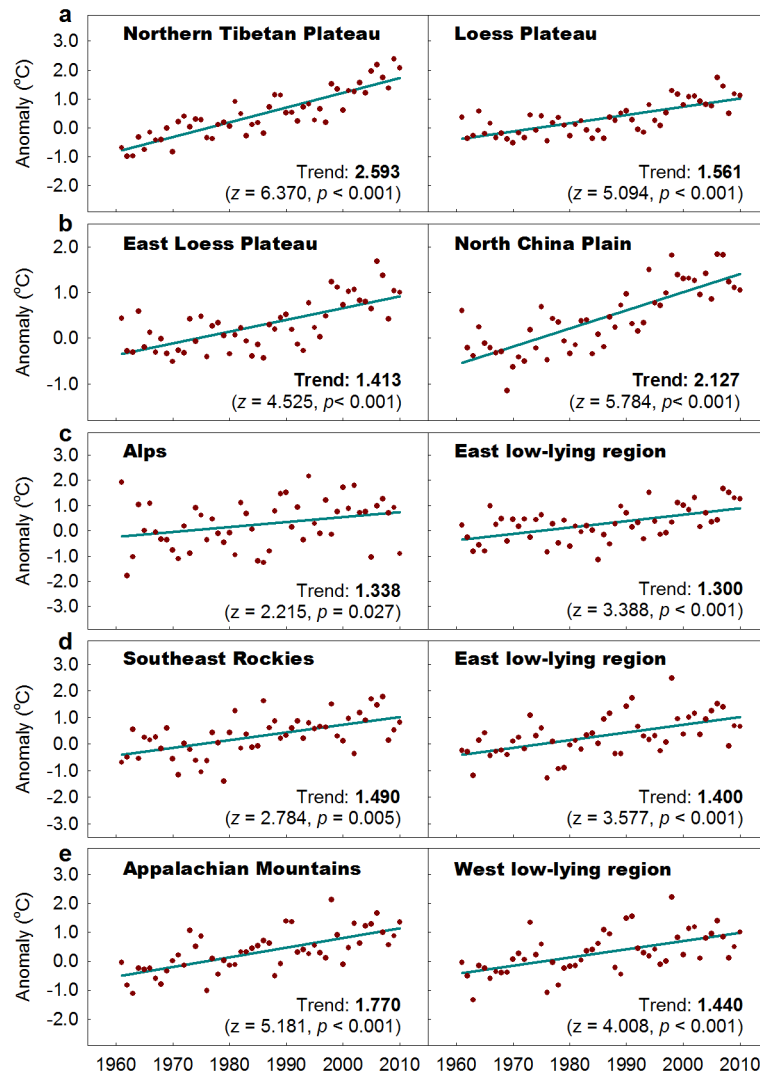 a
Northern Tibetan Plateau
Loess Plateau
3.0
2.0
1.0
0.0
-1.0
-2.0
Anomaly (°C)
Trend: 2.593
(z = 6.370, p < 0.001)
Trend: 1.561
(z = 5.094, p < 0.001)
b
East Loess Plateau
North China Plain
2.0
1.0
0.0
-1.0
Anomaly (°C)
Trend: 1.413
(z = 4.525, p< 0.001)
Trend: 2.127
(z = 5.784, p < 0.001)
c
Alps
East low-lying region
3.0
2.0
1.0
0.0
-1.0
-2.0
-3.0
Anomaly (°C)
Trend: 1.338
(z = 2.215, p = 0.027)
Trend: 1.300
(z = 3.388, p < 0.001)
d
Southeast Rockies
East low-lying region
3.0
2.0
1.0
0.0
-1.0
-2.0
-3.0
Anomaly (°C)
Trend: 1.490
(z = 2.784, p = 0.005)
Trend: 1.400
(z = 3.577, p < 0.001)
e
Appalachian Mountains
West low-lying region
3.0
2.0
1.0
0.0
-1.0
-2.0
Anomaly (°C)
Trend: 1.770
(z = 5.181, p < 0.001)
Trend: 1.440
(z = 4.008, p < 0.001)
1960 1970 1980 1990 2000 2010
1960 1970 1980 1990 2000 2010